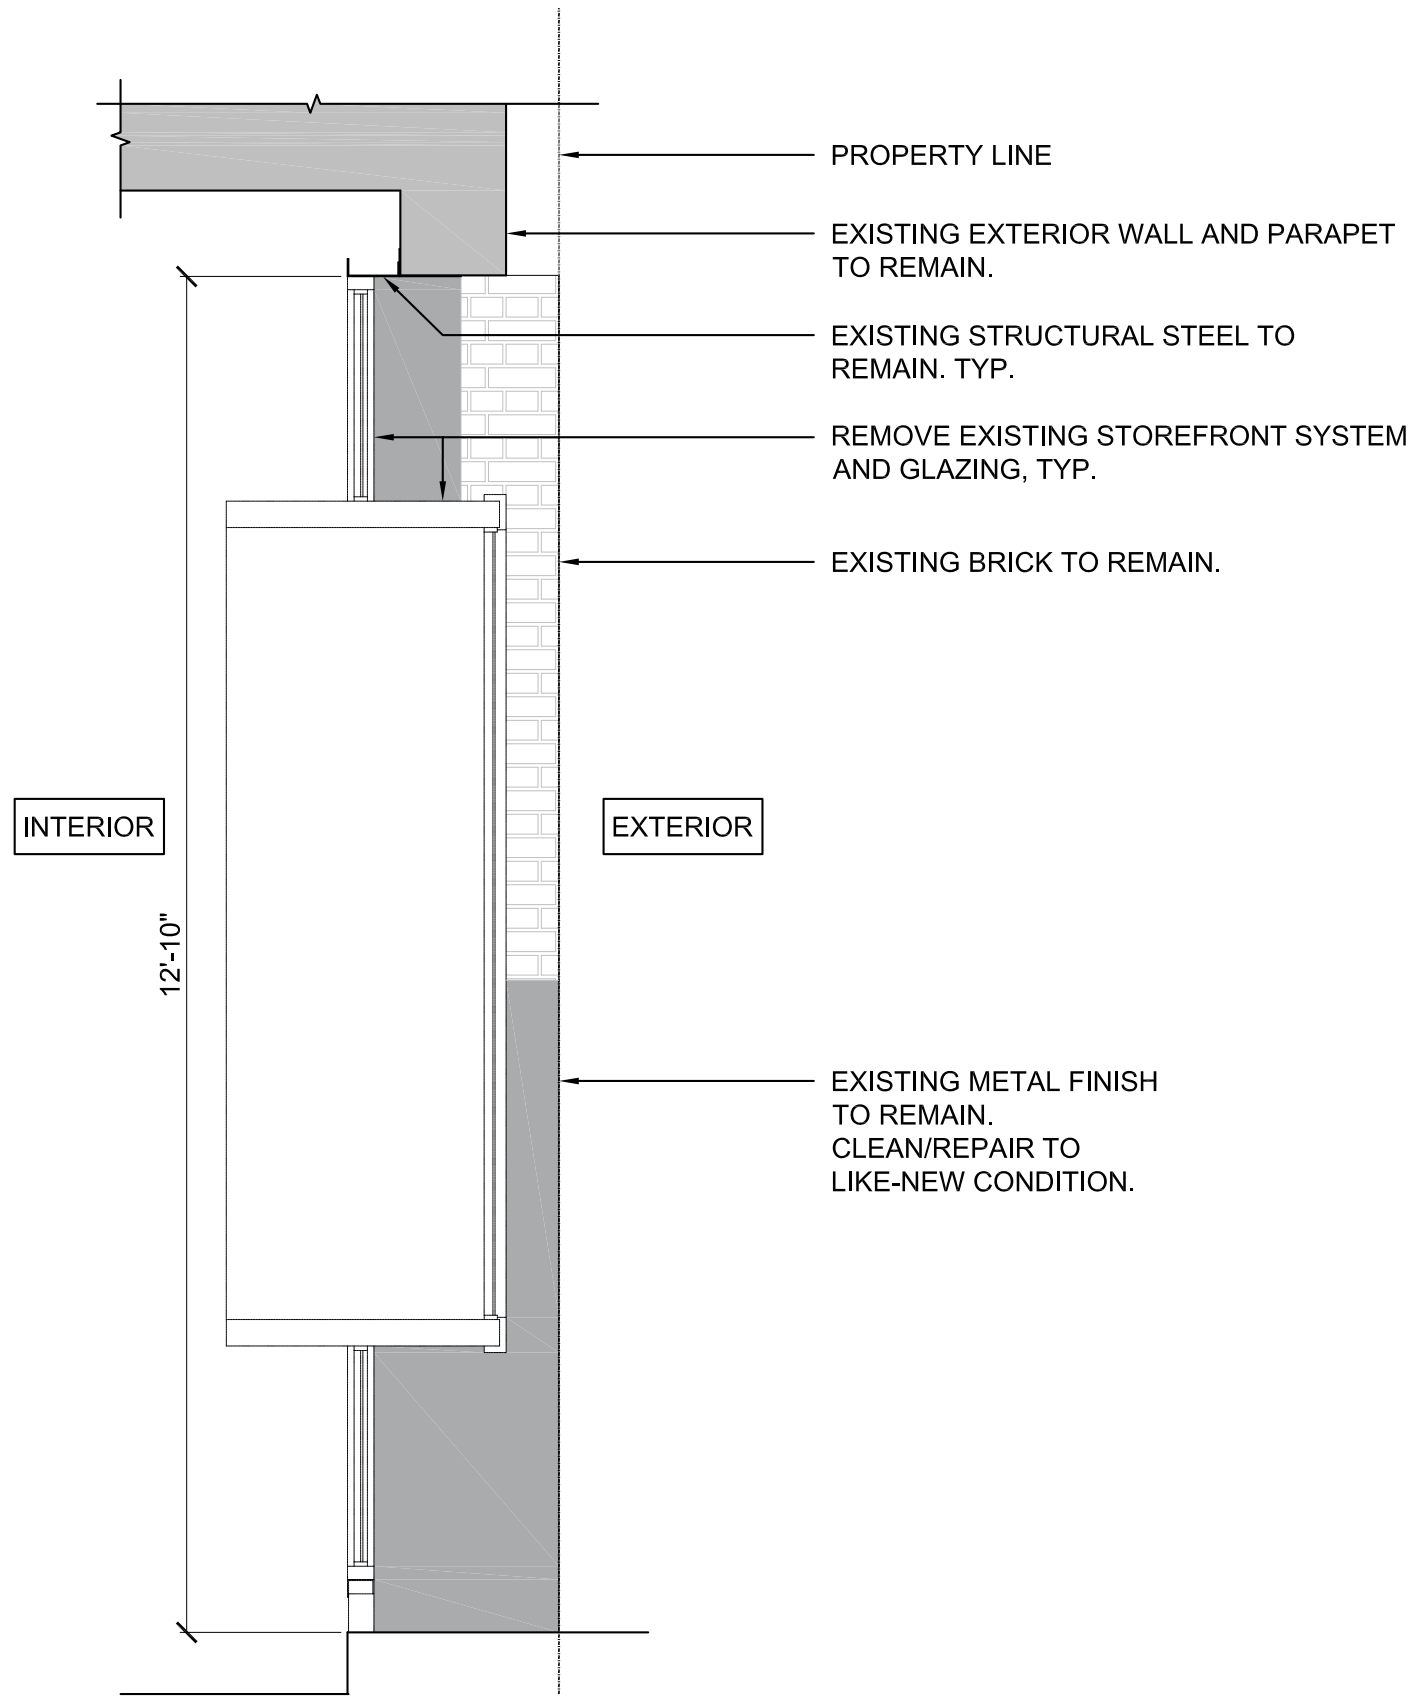 PROPERTY LINE
EXISTING EXTERIOR WALL AND PARAPET
TO REMAIN.
EXISTING STRUCTURAL STEEL TO
REMAIN. TYP.
REMOVE EXISTING STOREFRONT SYSTEM
AND GLAZING, TYP.
EXISTING BRICK TO REMAIN.
INTERIOR
EXTERIOR
12'-10"
EXISTING METAL FINISH
TO REMAIN.
CLEAN/REPAIR TO
LIKE-NEW CONDITION.